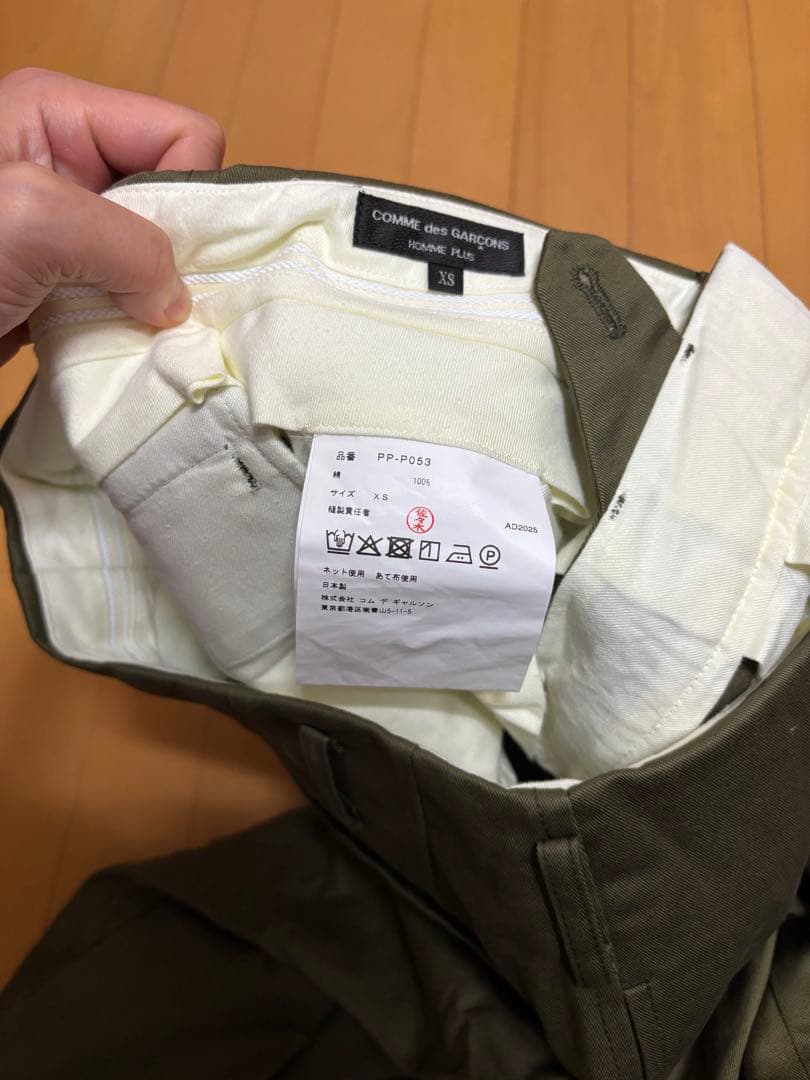 COMME des GARÇONS
HOMME PLUS
XS
品番 PP-P053
綿 100%
サイズ XS
縫製責任者 佐々木 AD2025
P
ネット使用 あて布使用
日本製
株式会社 コム デ ギャルソン
東京都港区南青山5-11-5